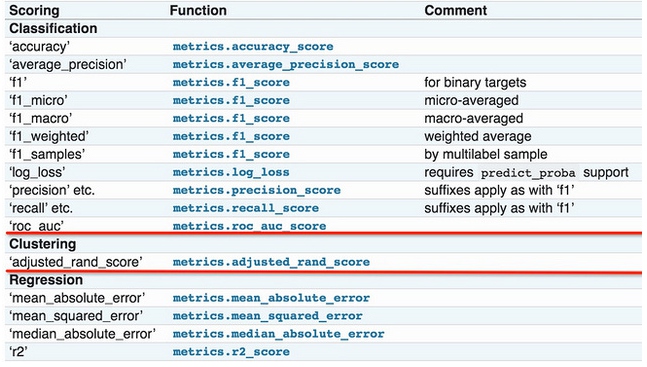 Scoring Function Comment
Classification
‘accuracy’ metrics.accuracy_score
‘average_precision’ metrics.average_precision_score
‘f1’ metrics.f1_score for binary targets
‘f1_micro’ metrics.f1_score micro-averaged
‘f1_macro’ metrics.f1_score macro-averaged
‘f1_weighted’ metrics.f1_score weighted average
‘f1_samples’ metrics.f1_score by multilabel sample
‘log_loss’ metrics.log_loss requires predict_proba support
‘precision’ etc. metrics.precision_score suffixes apply as with ‘f1’
‘recall’ etc. metrics.recall_score suffixes apply as with ‘f1’
‘roc_auc’ metrics.roc_auc_score
Clustering
‘adjusted_rand_score’ metrics.adjusted_rand_score
Regression
‘mean_absolute_error’ metrics.mean_absolute_error
‘mean_squared_error’ metrics.mean_squared_error
‘median_absolute_error’ metrics.median_absolute_error
‘r2’ metrics.r2_score